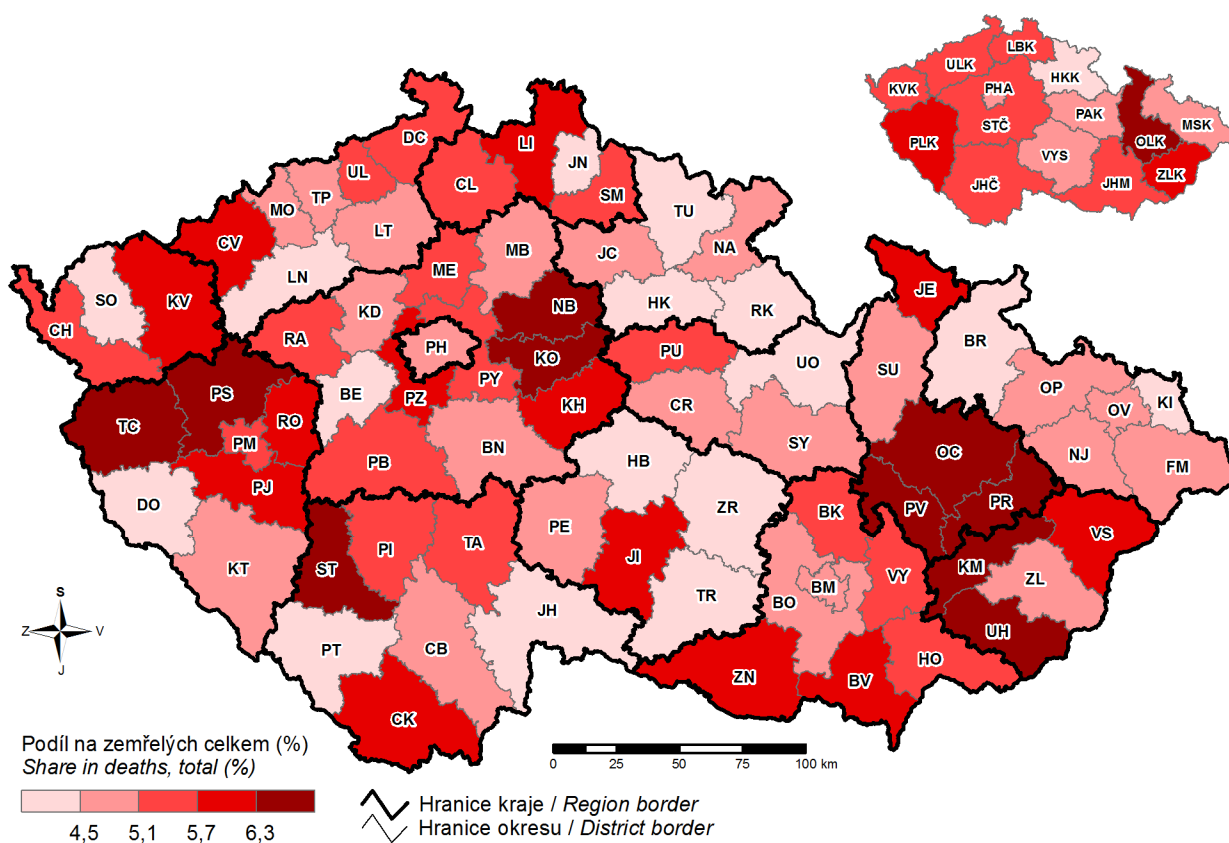 LBK
ULK
HKK
KVK
PHA
PAK
MSK
STČ
PLK
OLK
VYS
ZLK
JHČ
JHM
DC
LI
JN
UL
CL
SM
TP
MO
TU
LT
CV
JC
NA
MB
ME
LN
SO
KV
KD
NB
HK
RK
JE
CH
RA
PH
KO
PU
UO
BR
SU
OP
KI
OV
PS
BE
PZ
PY
KH
CR
TC
RO
PM
SY
OC
NJ
FM
PB
BN
HB
PJ
DO
ZR
BK
PV
PR
VS
PE
PI
TA
JI
ST
KT
KM
ZL
VY
BM
BO
TR
JH
UH
PT
CB
HO
ZN
BV
CK
S
Z V
J
Podíl na zemřelých celkem (%)
Share in deaths, total (%)
4,5 5,1 5,7 6,3
0 25 50 75 100 km
Hranice kraje / Region border
Hranice okresu / District border